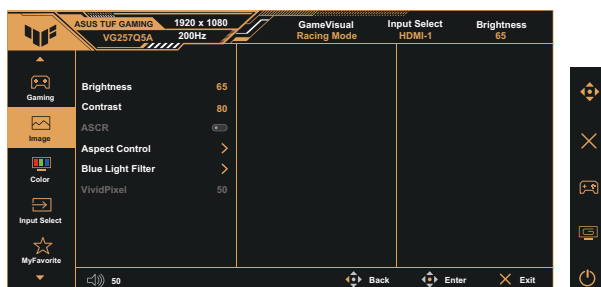 ASUS TUF GAMING
VG257Q5A
1920 x 1080
200Hz
GameVisual
Racing Mode
Input Select
HDMI-1
Brightness
65
Gaming
Image
Color
Input Select
MyFavorite
Brightness 65
Contrast 80
ASCR
Aspect Control
Blue Light Filter
VividPixel 50
50
Back
Enter
Exit